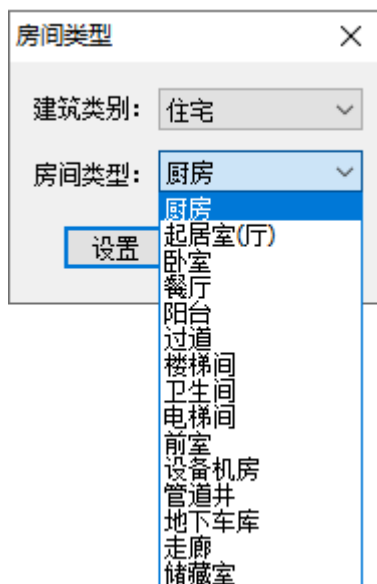 房间类型
建筑类别： 住宅
房间类型： 厨房
设置
厨房
起居室(厅)
卧室
餐厅
阳台
过道
楼梯间
卫生间
电梯间
前室
设备机房
管道井
地下车库
走廊
储藏室